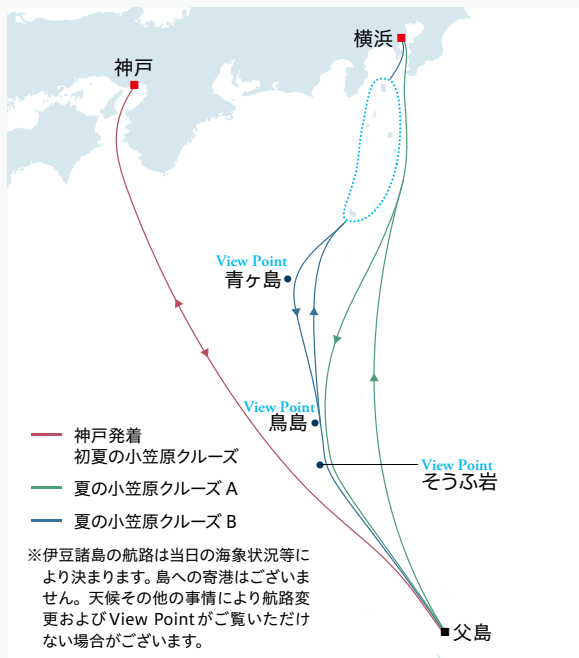 横浜
神戸
View Point
青ヶ島
View Point
鳥島
View Point
そうふ岩
神戸発着
初夏の小笠原クルーズ
夏の小笠原クルーズ A
夏の小笠原クルーズ B
※伊豆諸島の航路は当日の海象状況等に
より決まります。島への寄港はございま
せん。天候その他の事情により航路変
更およびView Pointがご覧いただけ
ない場合がございます。
父島